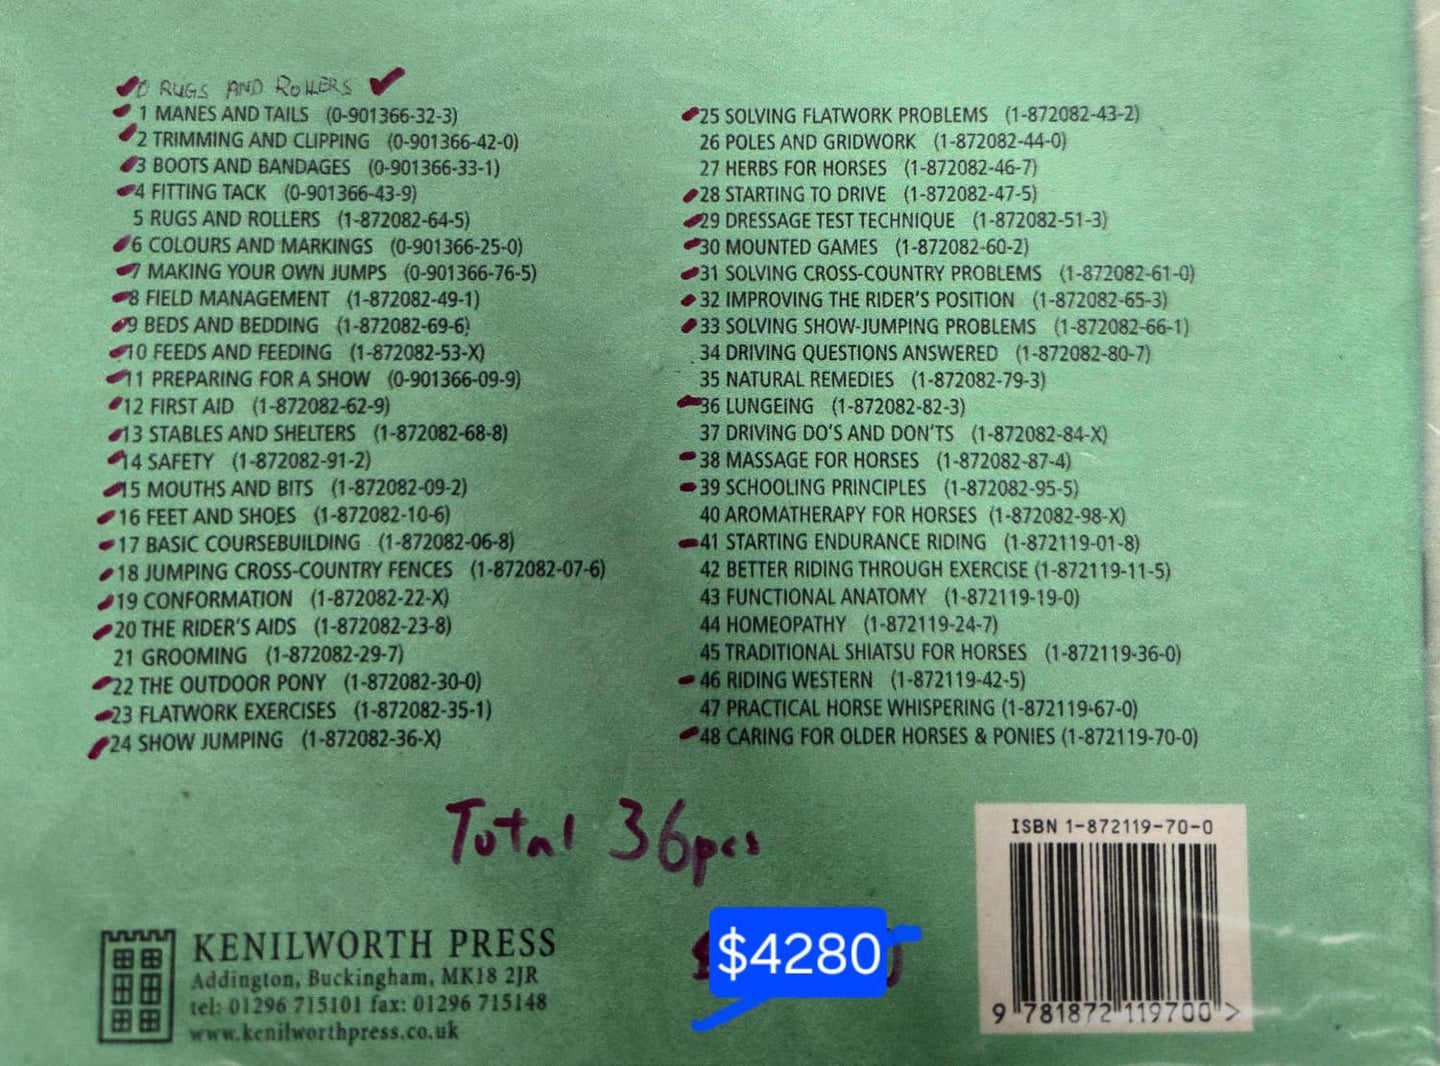 0 RUGS AND ROLLERS
1 MANES AND TAILS (0-901366-32-3)
2 TRIMMING AND CLIPPING (0-901366-42-0)
3 BOOTS AND BANDAGES (0-901366-33-1)
4 FITTING TACK (0-901366-43-9)
5 RUGS AND ROLLERS (1-872082-64-5)
6 COLOURS AND MARKINGS (0-901366-25-0)
7 MAKING YOUR OWN JUMPS (0-901366-76-5)
8 FIELD MANAGEMENT (1-872082-49-1)
9 BEDS AND BEDDING (1-872082-69-6)
10 FEEDS AND FEEDING (1-872082-53-X)
11 PREPARING FOR A SHOW (0-901366-09-9)
12 FIRST AID (1-872082-62-9)
13 STABLES AND SHELTERS (1-872082-68-8)
14 SAFETY (1-872082-91-2)
15 MOUTHS AND BITS (1-872082-09-2)
16 FEET AND SHOES (1-872082-10-6)
17 BASIC COURSEBUILDING (1-872082-06-8)
18 JUMPING CROSS-COUNTRY FENCES (1-872082-07-6)
19 CONFORMATION (1-872082-22-X)
20 THE RIDER'S AIDS (1-872082-23-8)
21 GROOMING (1-872082-29-7)
22 THE OUTDOOR PONY (1-872082-30-0)
23 FLATWORK EXERCISES (1-872082-35-1)
24 SHOW JUMPING (1-872082-36-X)
25 SOLVING FLATWORK PROBLEMS (1-872082-43-2)
26 POLES AND GRIDWORK (1-872082-44-0)
27 HERBS FOR HORSES (1-872082-46-7)
28 STARTING TO DRIVE (1-872082-47-5)
29 DRESSAGE TEST TECHNIQUE (1-872082-51-3)
30 MOUNTED GAMES (1-872082-60-2)
31 SOLVING CROSS-COUNTRY PROBLEMS (1-872082-61-0)
32 IMPROVING THE RIDER'S POSITION (1-872082-65-3)
33 SOLVING SHOW-JUMPING PROBLEMS (1-872082-66-1)
34 DRIVING QUESTIONS ANSWERED (1-872082-80-7)
35 NATURAL REMEDIES (1-872082-79-3)
36 LUNGEING (1-872082-82-3)
37 DRIVING DO'S AND DON'TS (1-872082-84-X)
38 MASSAGE FOR HORSES (1-872082-87-4)
39 SCHOOLING PRINCIPLES (1-872082-95-5)
40 AROMATHERAPY FOR HORSES (1-872082-98-X)
41 STARTING ENDURANCE RIDING (1-872119-01-8)
42 BETTER RIDING THROUGH EXERCISE (1-872119-11-5)
43 FUNCTIONAL ANATOMY (1-872119-19-0)
44 HOMEOPATHY (1-872119-24-7)
45 TRADITIONAL SHIATSU FOR HORSES (1-872119-36-0)
46 RIDING WESTERN (1-872119-42-5)
47 PRACTICAL HORSE WHISPERING (1-872119-67-0)
48 CARING FOR OLDER HORSES & PONIES (1-872119-70-0)
Total 36pcs
$4280
KENILWORTH PRESS
Addington, Buckingham, MK18 2JR
tel: 01296 715101 fax: 01296 715148
www.kenilworthpress.co.uk
ISBN 1-872119-70-0
9 781872 119700 >